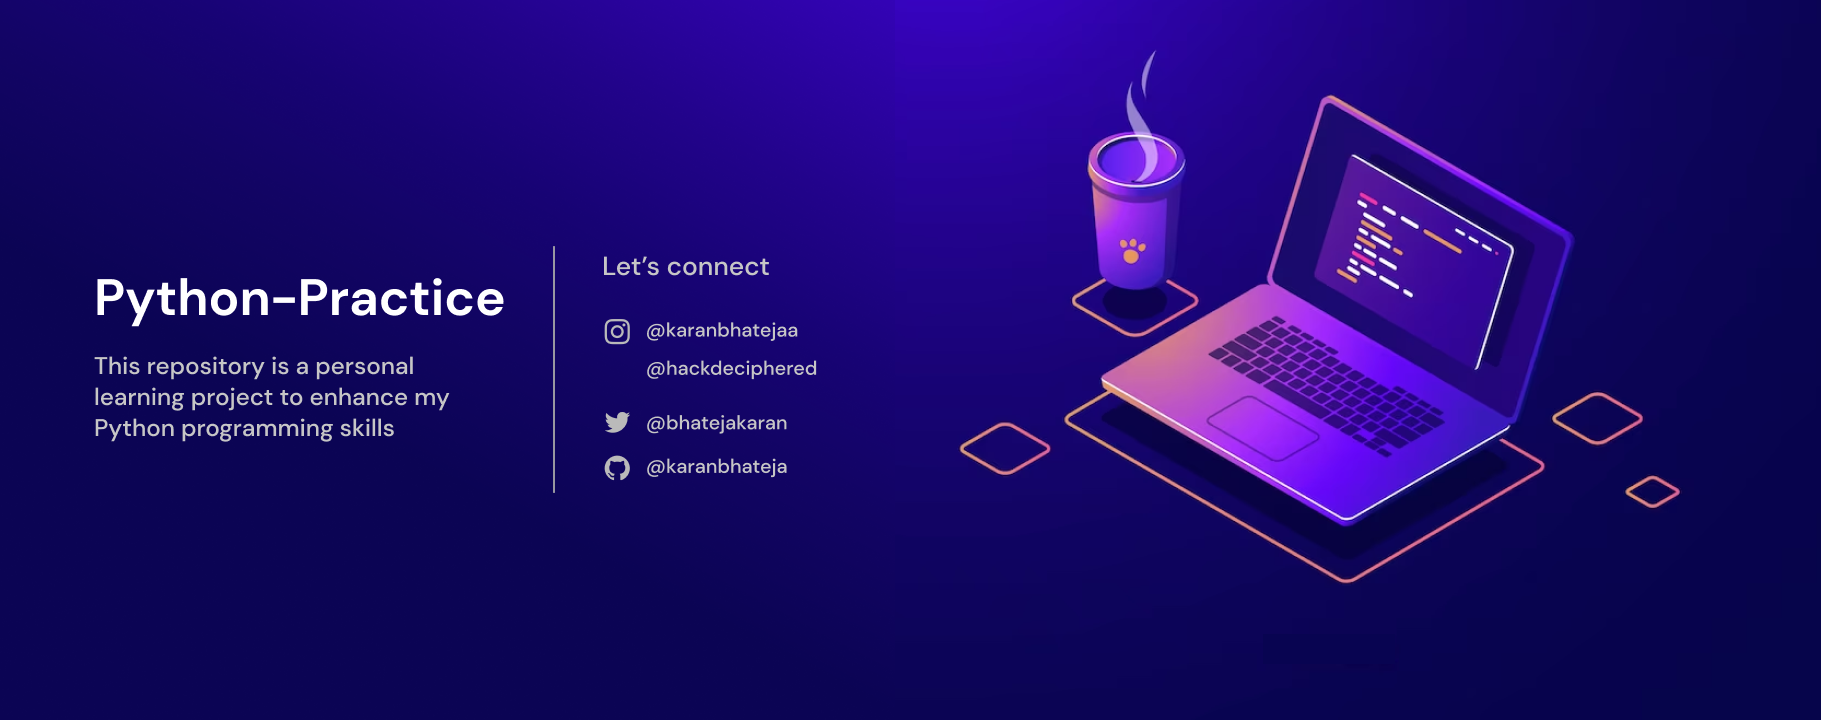 Python-Practice
This repository is a personal
learning project to enhance my
Python programming skills
Let’s connect
@karanbhatejaa
@hackdeciphered
@bhatejakaran
@karanbhateja